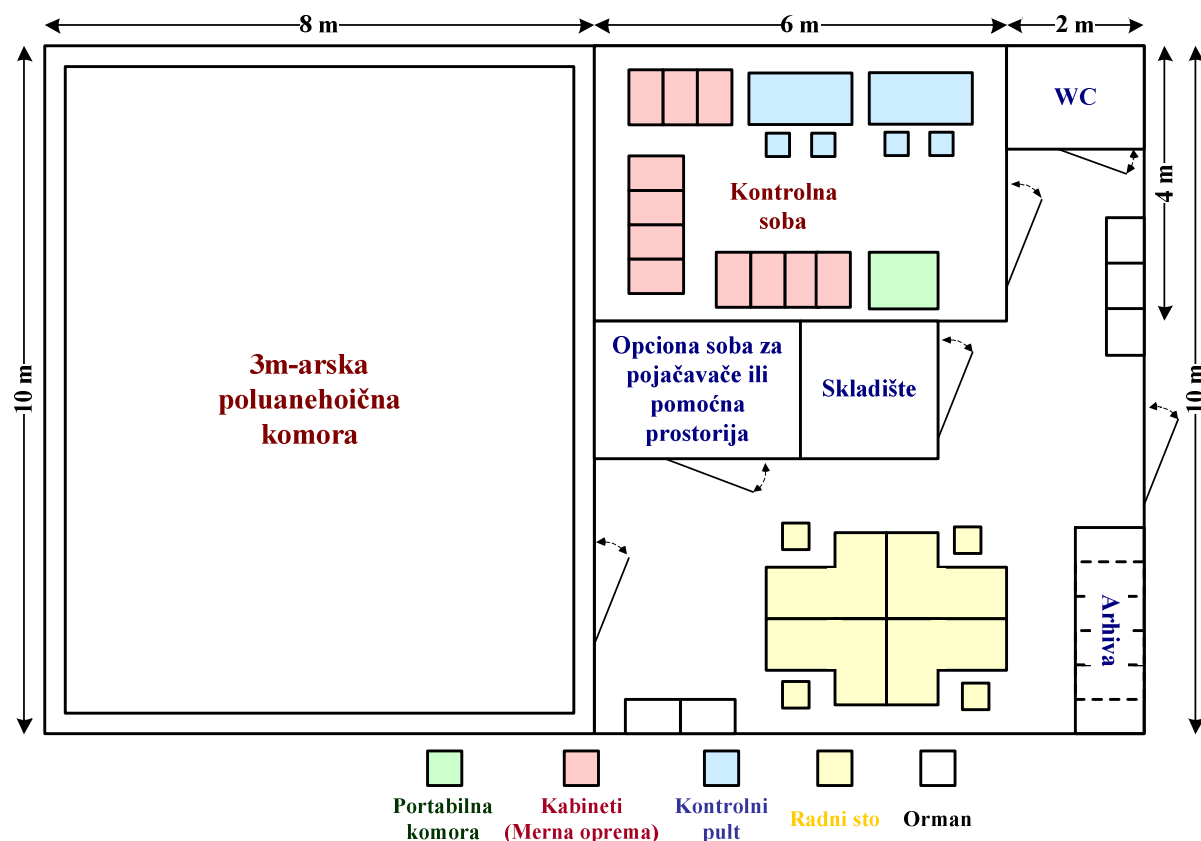 8 m
6 m
2 m
10 m
4 m
10 m
WC
Kontrolna
soba
3m-arska
poluanehoična
komora
Opciona soba za
pojačavače ili
pomoćna
prostorija
Skladište
Arhiva
Portabilna
komora
Kabineti
(Merna oprema)
Kontrolni
pult
Radni sto
Orman